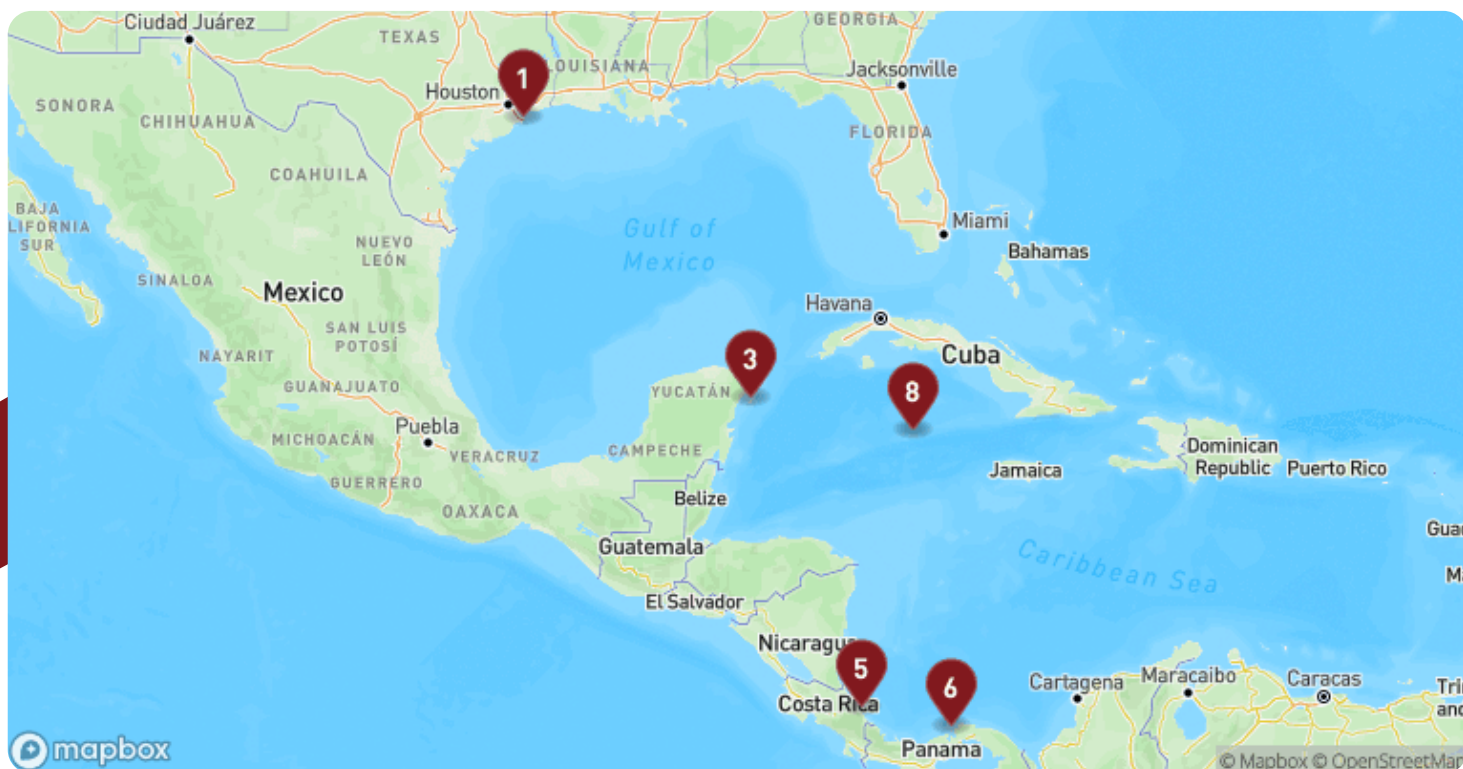 Ciudad Juárez
GEORGIA
TEXAS
LOUISIANA
Jacksonville
1
Houston
SONORA
CHIHUAHUA
FLORIDA
COAHUILA
BAJA
LIFORNIA
SUR
Miami
Gulf of
Mexico
NUEVO
LEÓN
Bahamas
SINALOA
Mexico
Havana
SAN LUIS
POTOSÍ
NAYARIT
3
Cuba
GUANAJUATO
YUCATÁN
8
Puebla
MICHOACÁN
VERACRUZ
CAMPECHE
Dominican
Republic
Puerto Rico
Jamaica
GUERRERO
OAXACA
Belize
Guatemala
Caribbean Sea
El Salvador
Nicaragua
5
6
Cartagena
Maracaibo
Caracas
Costa Rica
Panama
mapbox
© Mapbox © OpenStreetMap